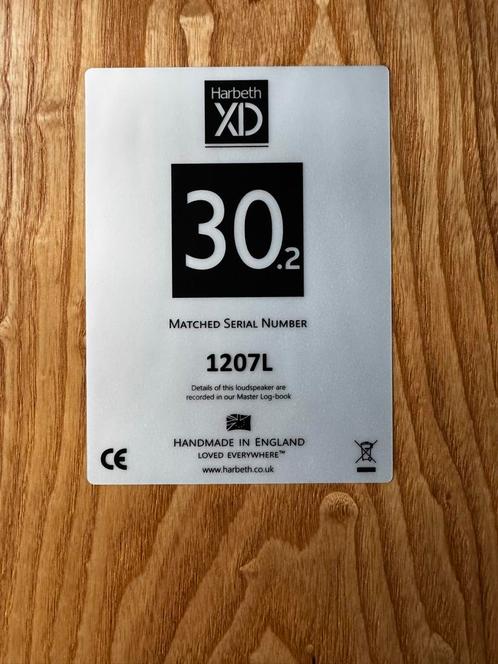 Harbeth
XD
30.2
MATCHED SERIAL NUMBER
1207L
Details of this loudspeaker are
recorded in our Master Log-book
HANDMADE IN ENGLAND
LOVED EVERYWHERE™
www.harbeth.co.uk
CE